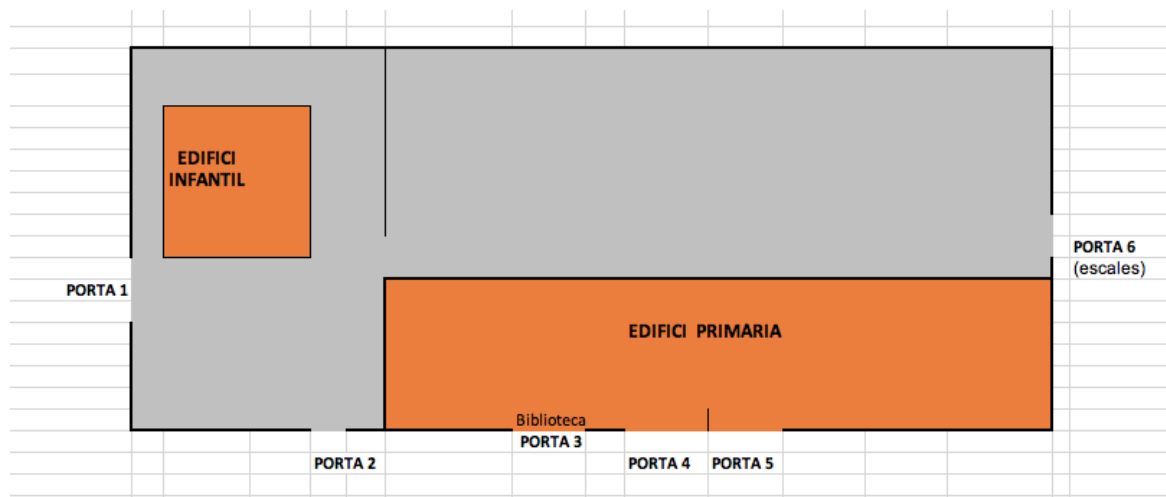 EDIFICI
INFANTIL
PORTA 6
(escales)
PORTA 1
EDIFICI PRIMARIA
Biblioteca
PORTA 3
PORTA 2
PORTA 4
PORTA 5